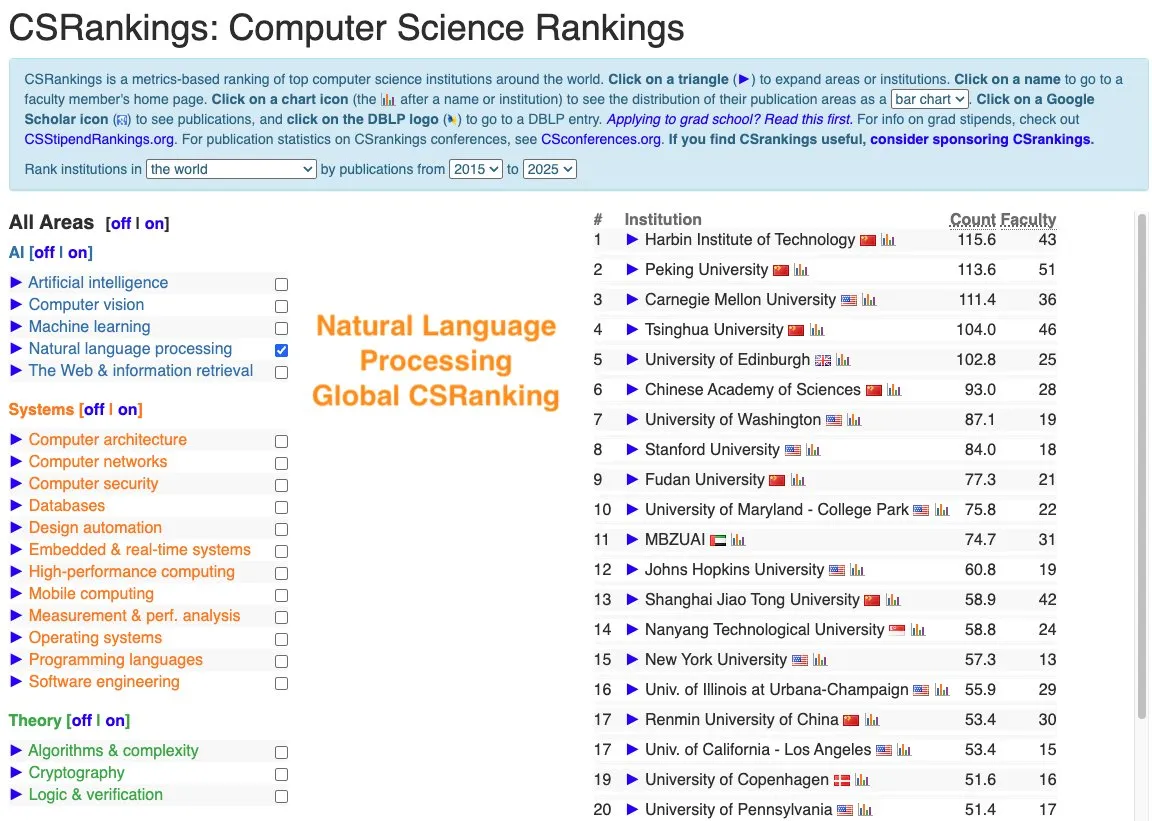 CSRankings: Computer Science Rankings
CSRankings is a metrics-based ranking of top computer science institutions around the world. Click on a triangle (▶) to expand areas or institutions. Click on a name to go to a
faculty member's home page. Click on a chart icon (the after a name or institution) to see the distribution of their publication areas as a bar chart. Click on a Google
Scholar icon () to see publications, and click on the DBLP logo () to go to a DBLP entry. Applying to grad school? Read this first. For info on grad stipends, check out
CSStipendRankings.org. For publication statistics on CSrankings conferences, see CSconferences.org. If you find CSrankings useful, consider sponsoring CSrankings.
Rank institutions in the world by publications from 2015 to 2025
All Areas [off | on]
AI [off | on]
▶ Artificial intelligence
▶ Computer vision
▶ Machine learning
▶ Natural language processing
▶ The Web & information retrieval
Systems [off | on]
▶ Computer architecture
▶ Computer networks
▶ Computer security
▶ Databases
▶ Design automation
▶ Embedded & real-time systems
▶ High-performance computing
▶ Mobile computing
▶ Measurement & perf. analysis
▶ Operating systems
▶ Programming languages
▶ Software engineering
Theory [off | on]
▶ Algorithms & complexity
▶ Cryptography
▶ Logic & verification
Natural Language
Processing
Global CSRanking
# Institution Count Faculty
1 ▶ Harbin Institute of Technology 115.6 43
2 ▶ Peking University 113.6 51
3 ▶ Carnegie Mellon University 111.4 36
4 ▶ Tsinghua University 104.0 46
5 ▶ University of Edinburgh 102.8 25
6 ▶ Chinese Academy of Sciences 93.0 28
7 ▶ University of Washington 87.1 19
8 ▶ Stanford University 84.0 18
9 ▶ Fudan University 77.3 21
10 ▶ University of Maryland - College Park 75.8 22
11 ▶ MBZUAI 74.7 31
12 ▶ Johns Hopkins University 60.8 19
13 ▶ Shanghai Jiao Tong University 58.9 42
14 ▶ Nanyang Technological University 58.8 24
15 ▶ New York University 57.3 13
16 ▶ Univ. of Illinois at Urbana-Champaign 55.9 29
17 ▶ Renmin University of China 53.4 30
17 ▶ Univ. of California - Los Angeles 53.4 15
19 ▶ University of Copenhagen 51.6 16
20 ▶ University of Pennsylvania 51.4 17